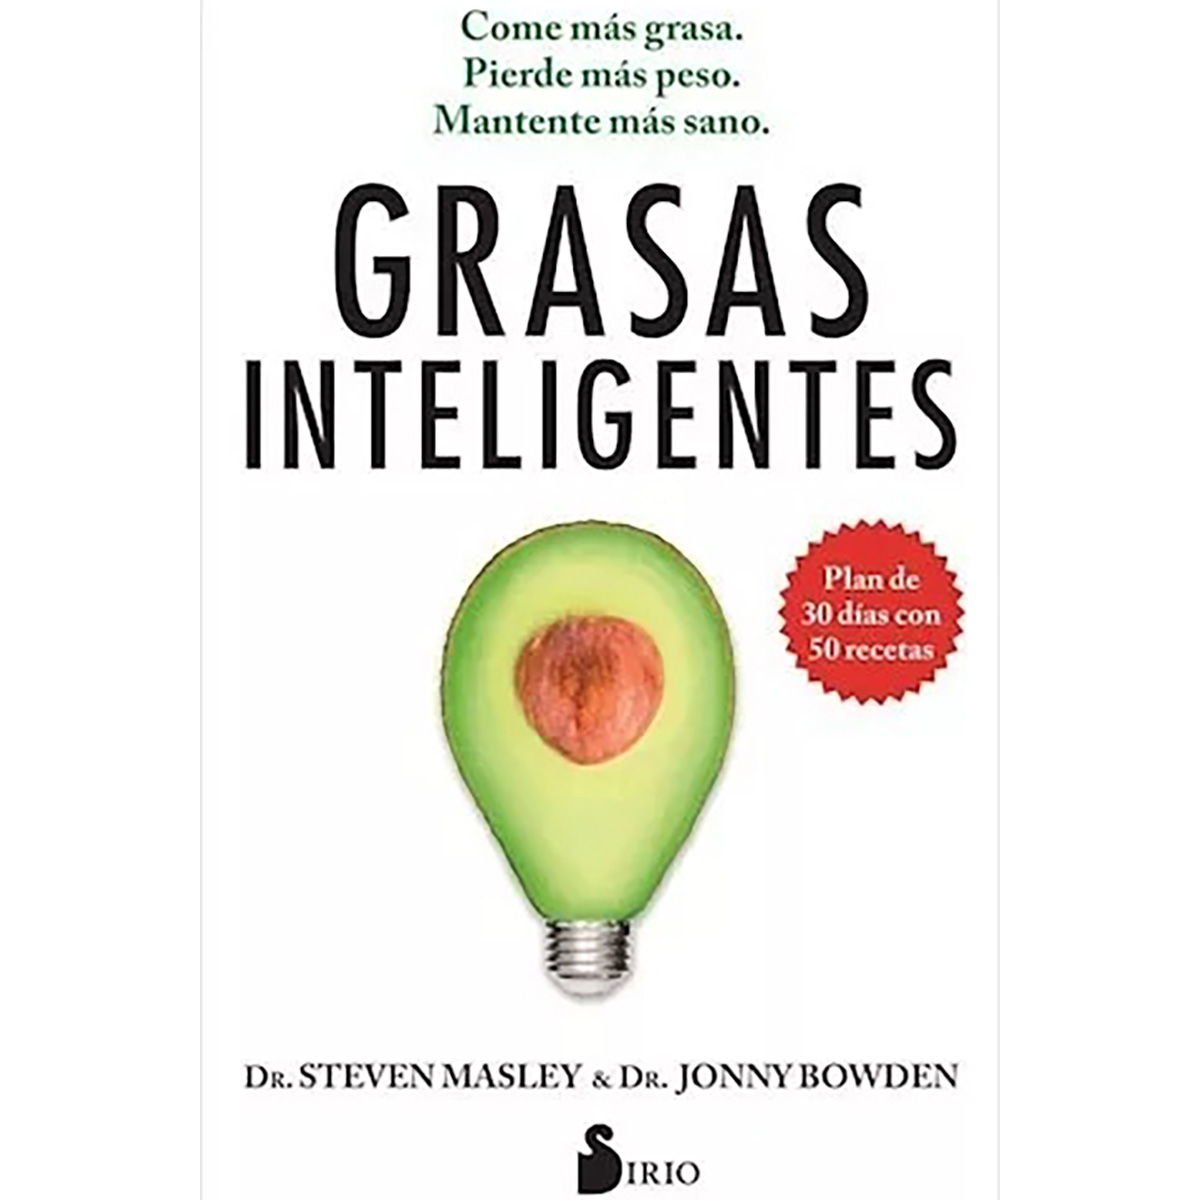 Come más grasa.
Pierde más peso.
Mantente más sano.
GRASAS
INTELIGENTES
Plan de
30 días con
50 recetas
DR. STEVEN MASLEY & DR. JONNY BOWDEN
SIRIO